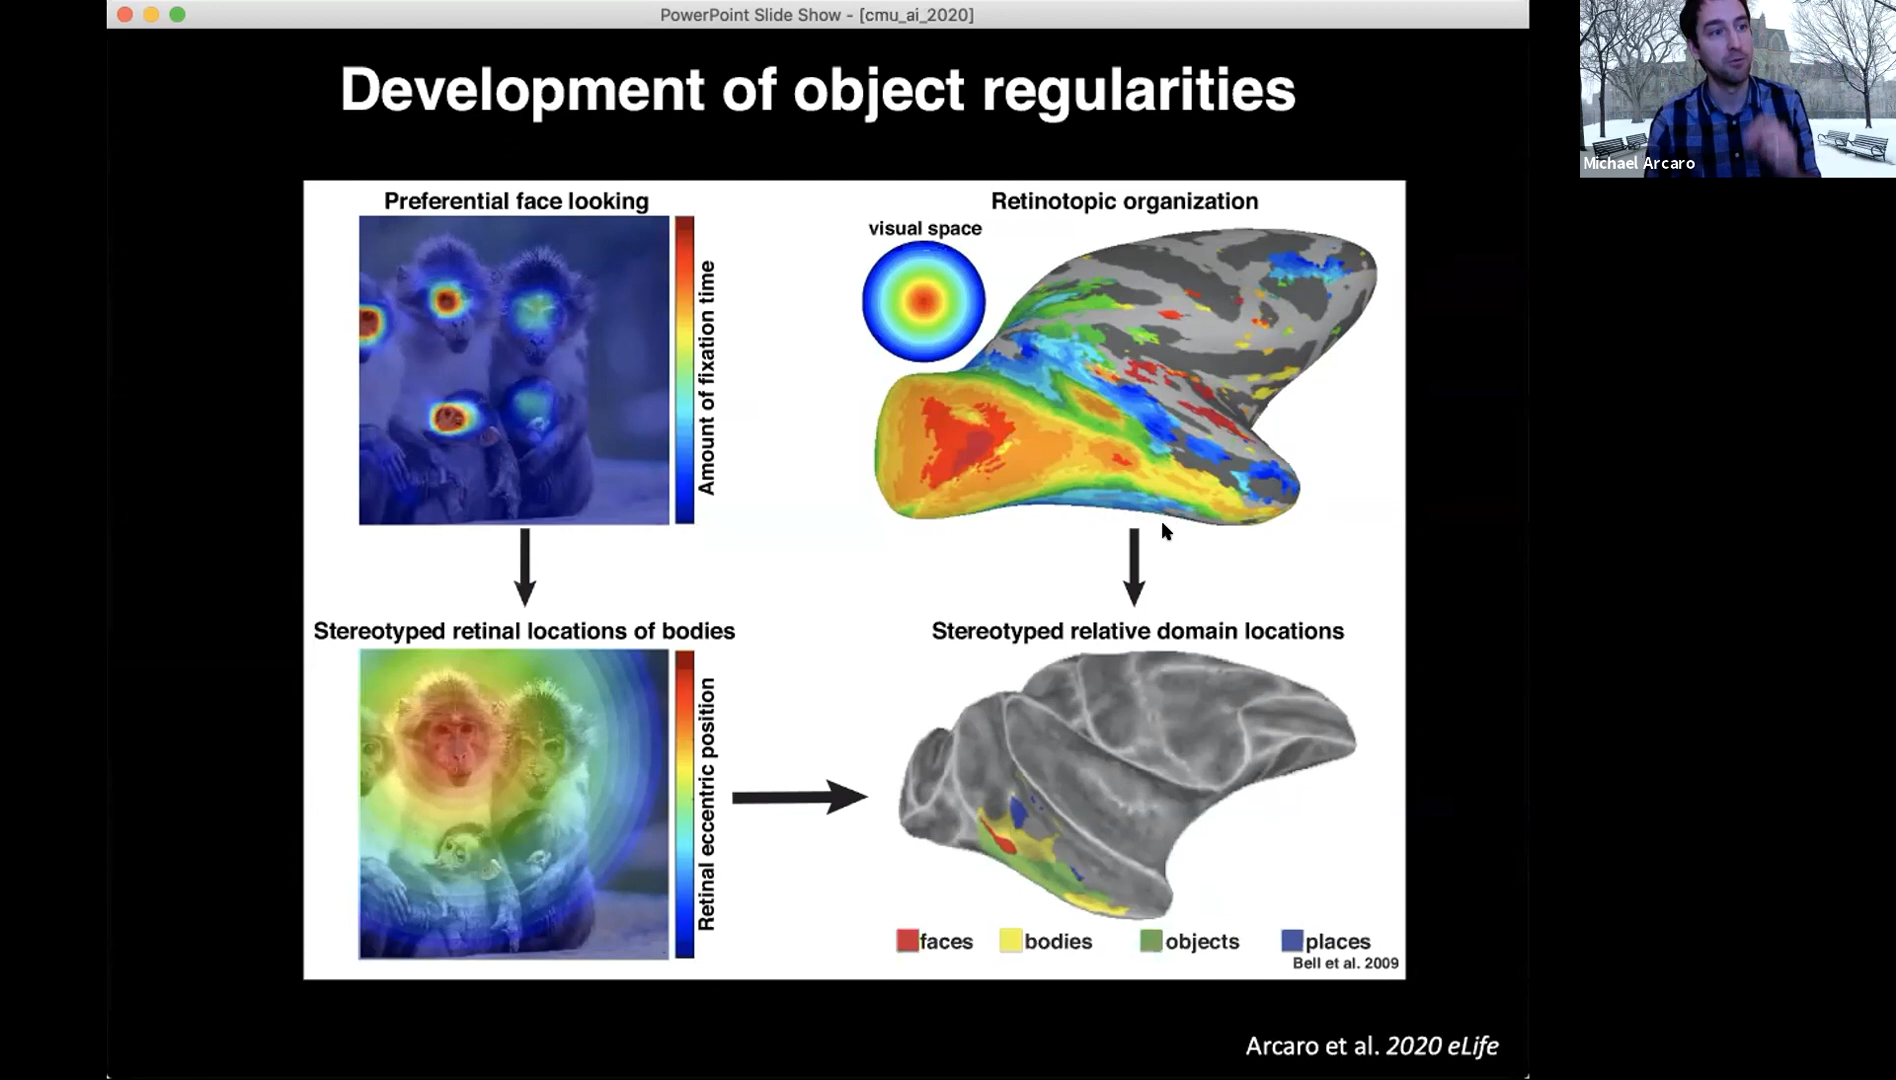 PowerPoint Slide Show - [cmu_ai_2020]
Development of object regularities
Preferential face looking
Amount of fixation time
Retinotopic organization
visual space
Stereotyped retinal locations of bodies
Retinal eccentric position
Stereotyped relative domain locations
faces
bodies
objects
places
Bell et al. 2009
Arcaro et al. 2020 eLife
Michael Arcaro